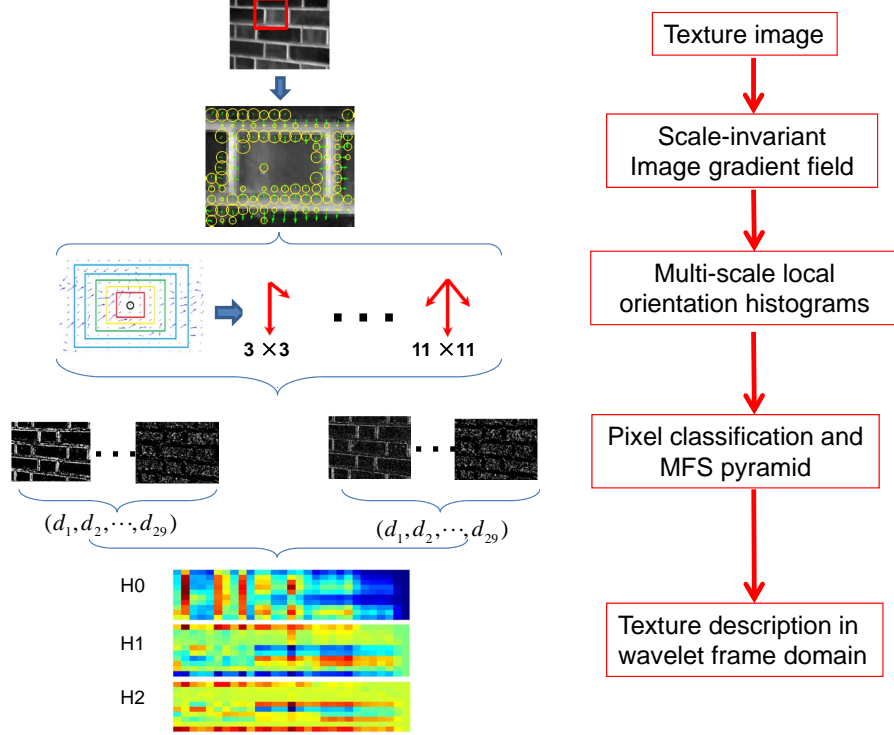 Texture image
Scale-invariant
Image gradient field
Multi-scale local
orientation histograms
3 ×3
11 ×11
Pixel classification and
MFS pyramid
(d₁,d₂,⋯,d₂₉)
(d₁,d₂,⋯,d₂₉)
H0
H1
H2
Texture description in
wavelet frame domain